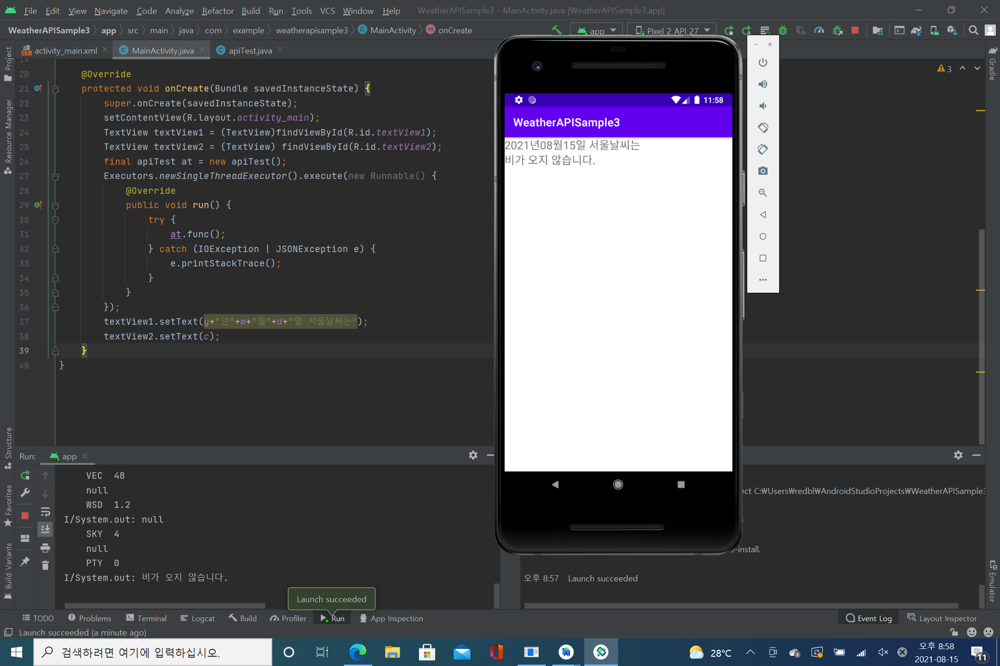 File Edit View Navigate Code Analyze Refactor Build Run Tools VCS Window Help WeatherAPISample3 - MainActivity.java [WeatherAPISample3.app]
WeatherAPISample3 app src main java com example weatherapisample3 MainActivity onCreate app Pixel 2 API 27
activity_main.xml MainActivity.java apiTest.java
Project
Resource Manager
Structure
Favorites
Build Variants
Gradle
Emulator
3
19
20 @Override
21 protected void onCreate(Bundle savedInstanceState) {
22 super.onCreate(savedInstanceState);
23 setContentView(R.layout.activity_main);
24 TextView textView1 = (TextView)findViewById(R.id.textView1);
25 TextView textView2 = (TextView) findViewById(R.id.textView2);
26 final apiTest at = new apiTest();
27 Executors.newSingleThreadExecutor().execute(new Runnable() {
28 @Override
29 public void run() {
30 try {
31 at.func();
32 } catch (IOException | JSONException e) {
33 e.printStackTrace();
34 }
35 }
36 });
37 textView1.setText(y+"년"+m+"월"+d+"일 서울날씨는");
38 textView2.setText(c);
39 }
40 }
11:58
WeatherAPISample3
2021년08월15일 서울날씨는
비가 오지 않습니다.
Run: app
VEC 48
null
WSD 1.2
I/System.out: null
SKY 4
null
PTY 0
I/System.out: 비가 오지 않습니다.
ect C:₩Users₩redbl₩AndroidStudioProjects₩WeatherAPISample3
e-install.
오후 8:57 Launch succeeded
Launch succeeded
TODO Problems Terminal Logcat Build Profiler Run App Inspection Event Log Layout Inspector
Launch succeeded (a minute ago)
검색하려면 여기에 입력하십시오.
28°C
오후 8:58
2021-08-15
11